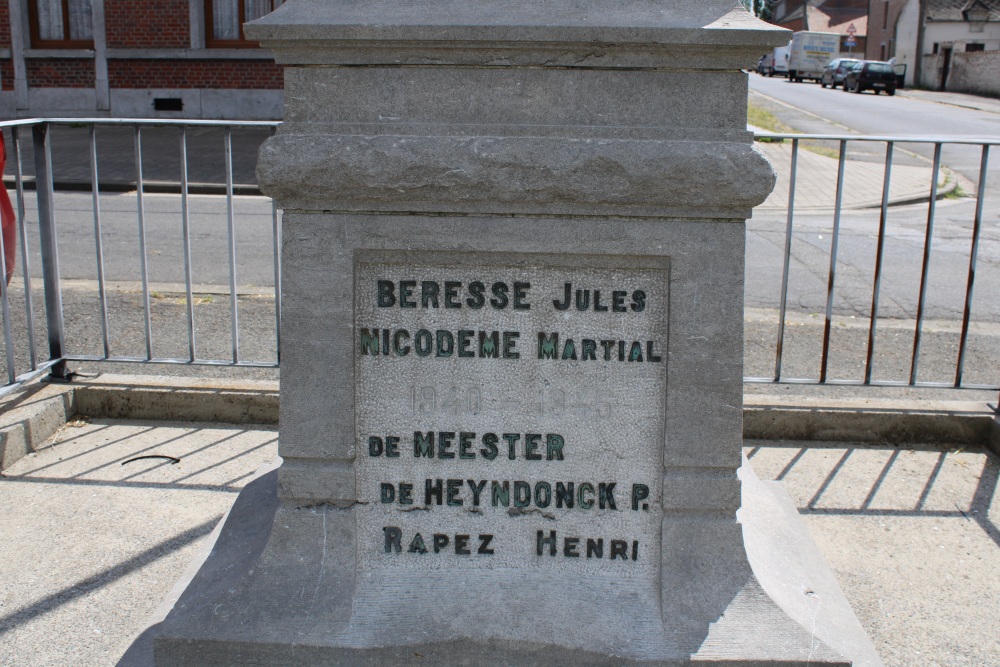 BERESSE JULES
NICODEME MARTIAL
1940 1945
DE MEESTER
DE HEYNDONCK P.
RAPEZ HENRI